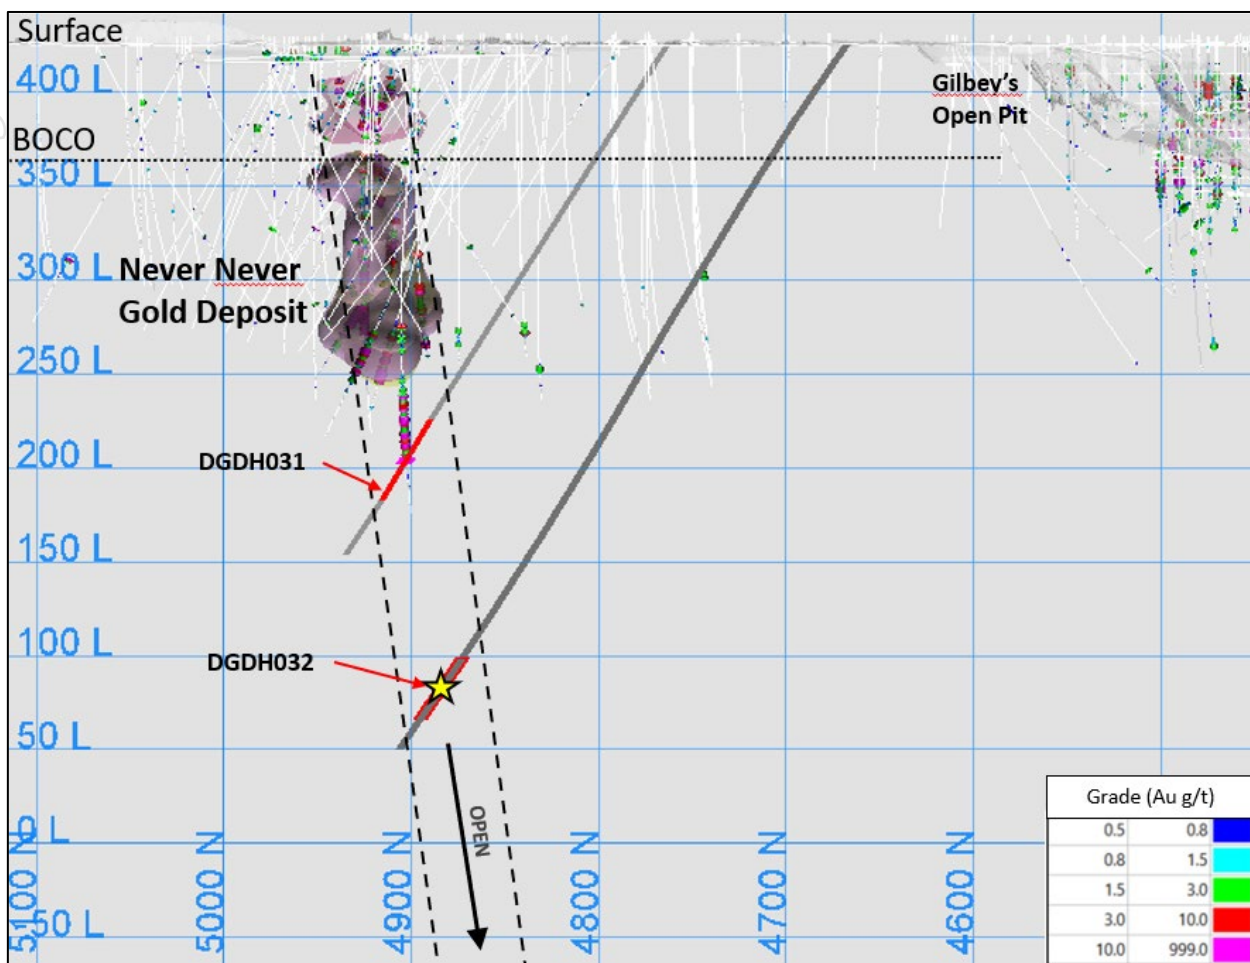 Surface
400 L
Gilbey's
Open Pit
BOCO
350 L
300 L
Never Never
Gold Deposit
250 L
200 L
DGDH031
150 L
100 L
DGDH032
50 L
OPEN
0 L
5100 N
5000 N
4900 N
4800 N
4700 N
4600 N
-50 L
Grade (Au g/t)
0.5 0.8
0.8 1.5
1.5 3.0
3.0 10.0
10.0 999.0